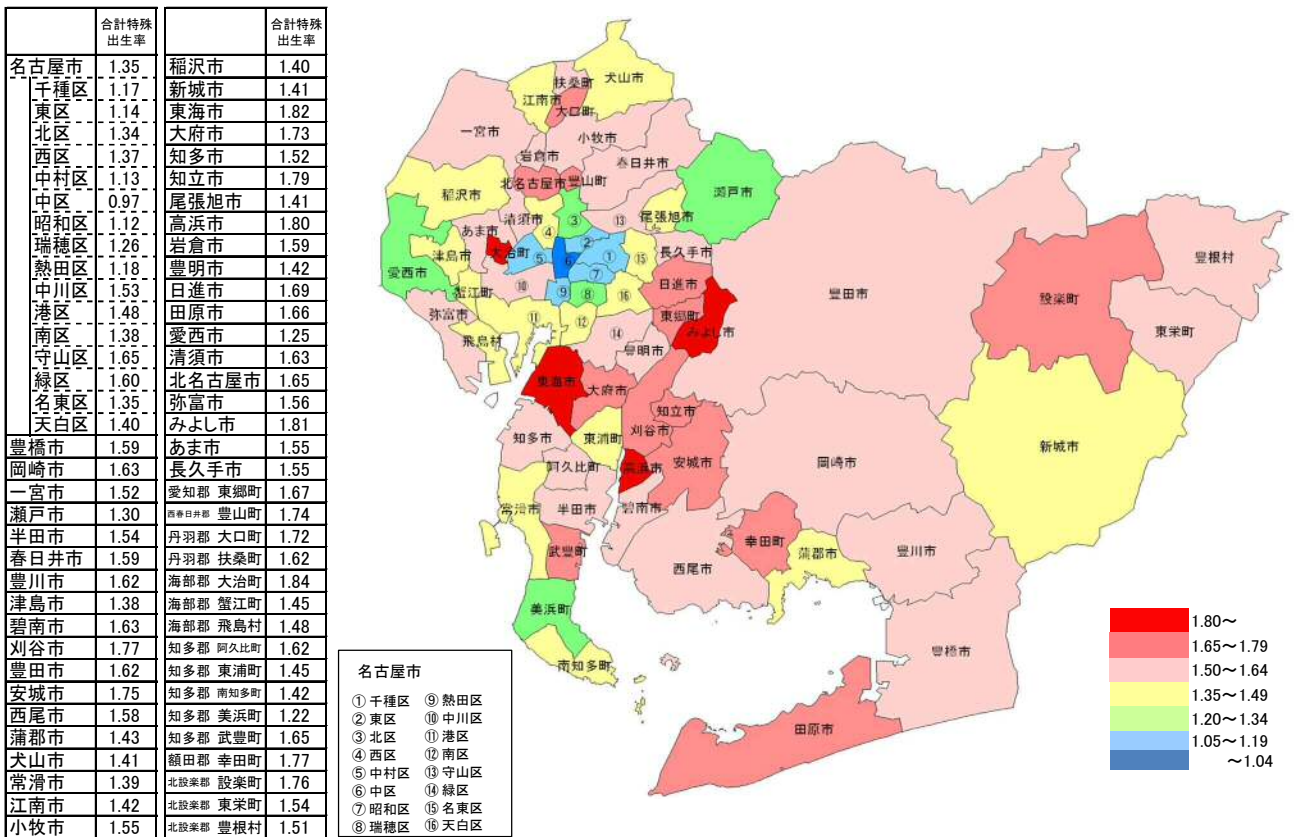 合計特殊
出生率
名古屋市 1.35
千種区 1.17
東区 1.14
北区 1.34
西区 1.37
中村区 1.13
中区 0.97
昭和区 1.12
瑞穂区 1.26
熱田区 1.18
中川区 1.53
港区 1.48
南区 1.38
守山区 1.65
緑区 1.60
名東区 1.35
天白区 1.40
豊橋市 1.59
岡崎市 1.63
一宮市 1.52
瀬戸市 1.30
半田市 1.54
春日井市 1.59
豊川市 1.62
津島市 1.38
碧南市 1.63
刈谷市 1.77
豊田市 1.62
安城市 1.75
西尾市 1.58
蒲郡市 1.43
犬山市 1.41
常滑市 1.39
江南市 1.42
小牧市 1.55
合計特殊
出生率
稲沢市 1.40
新城市 1.41
東海市 1.82
大府市 1.73
知多市 1.52
知立市 1.79
尾張旭市 1.41
高浜市 1.80
岩倉市 1.59
豊明市 1.42
日進市 1.69
田原市 1.66
愛西市 1.25
清須市 1.63
北名古屋市 1.65
弥富市 1.56
みよし市 1.81
あま市 1.55
長久手市 1.55
愛知郡 東郷町 1.67
西春日井郡 豊山町 1.74
丹羽郡 大口町 1.72
丹羽郡 扶桑町 1.62
海部郡 大治町 1.84
海部郡 蟹江町 1.45
海部郡 飛島村 1.48
知多郡 阿久比町 1.62
知多郡 東浦町 1.45
知多郡 南知多町 1.42
知多郡 美浜町 1.22
知多郡 武豊町 1.65
額田郡 幸田町 1.77
北設楽郡 設楽町 1.76
北設楽郡 東栄町 1.54
北設楽郡 豊根村 1.51
扶桑町
犬山市
江南市
大口町
一宮市
小牧市
岩倉市
春日井市
北名古屋市
豊山町
瀬戸市
稲沢市
清須市
③
⑬
尾張旭市
④
②
あま市
大治町
⑤
⑥
①
⑮
長久手市
津島市
愛西市
⑦
蟹江町
⑩
⑨
⑧
⑯
日進市
弥富市
⑪
⑫
東郷町
飛島村
⑭
みよし市
豊明市
豊田市
設楽町
豊根村
東栄町
東海市
大府市
知立市
知多市
東浦町
刈谷市
新城市
阿久比町
高浜市
安城市
岡崎市
常滑市
半田市
碧南市
武豊町
西尾市
幸田町
蒲郡市
豊川市
美浜町
南知多町
豊橋市
田原市
名古屋市
① 千種区 ⑨ 熱田区
② 東区 ⑩ 中川区
③ 北区 ⑪ 港区
④ 西区 ⑫ 南区
⑤ 中村区 ⑬ 守山区
⑥ 中区 ⑭ 緑区
⑦ 昭和区 ⑮ 名東区
⑧ 瑞穂区 ⑯ 天白区
1.80～
1.65～1.79
1.50～1.64
1.35～1.49
1.20～1.34
1.05～1.19
～1.04